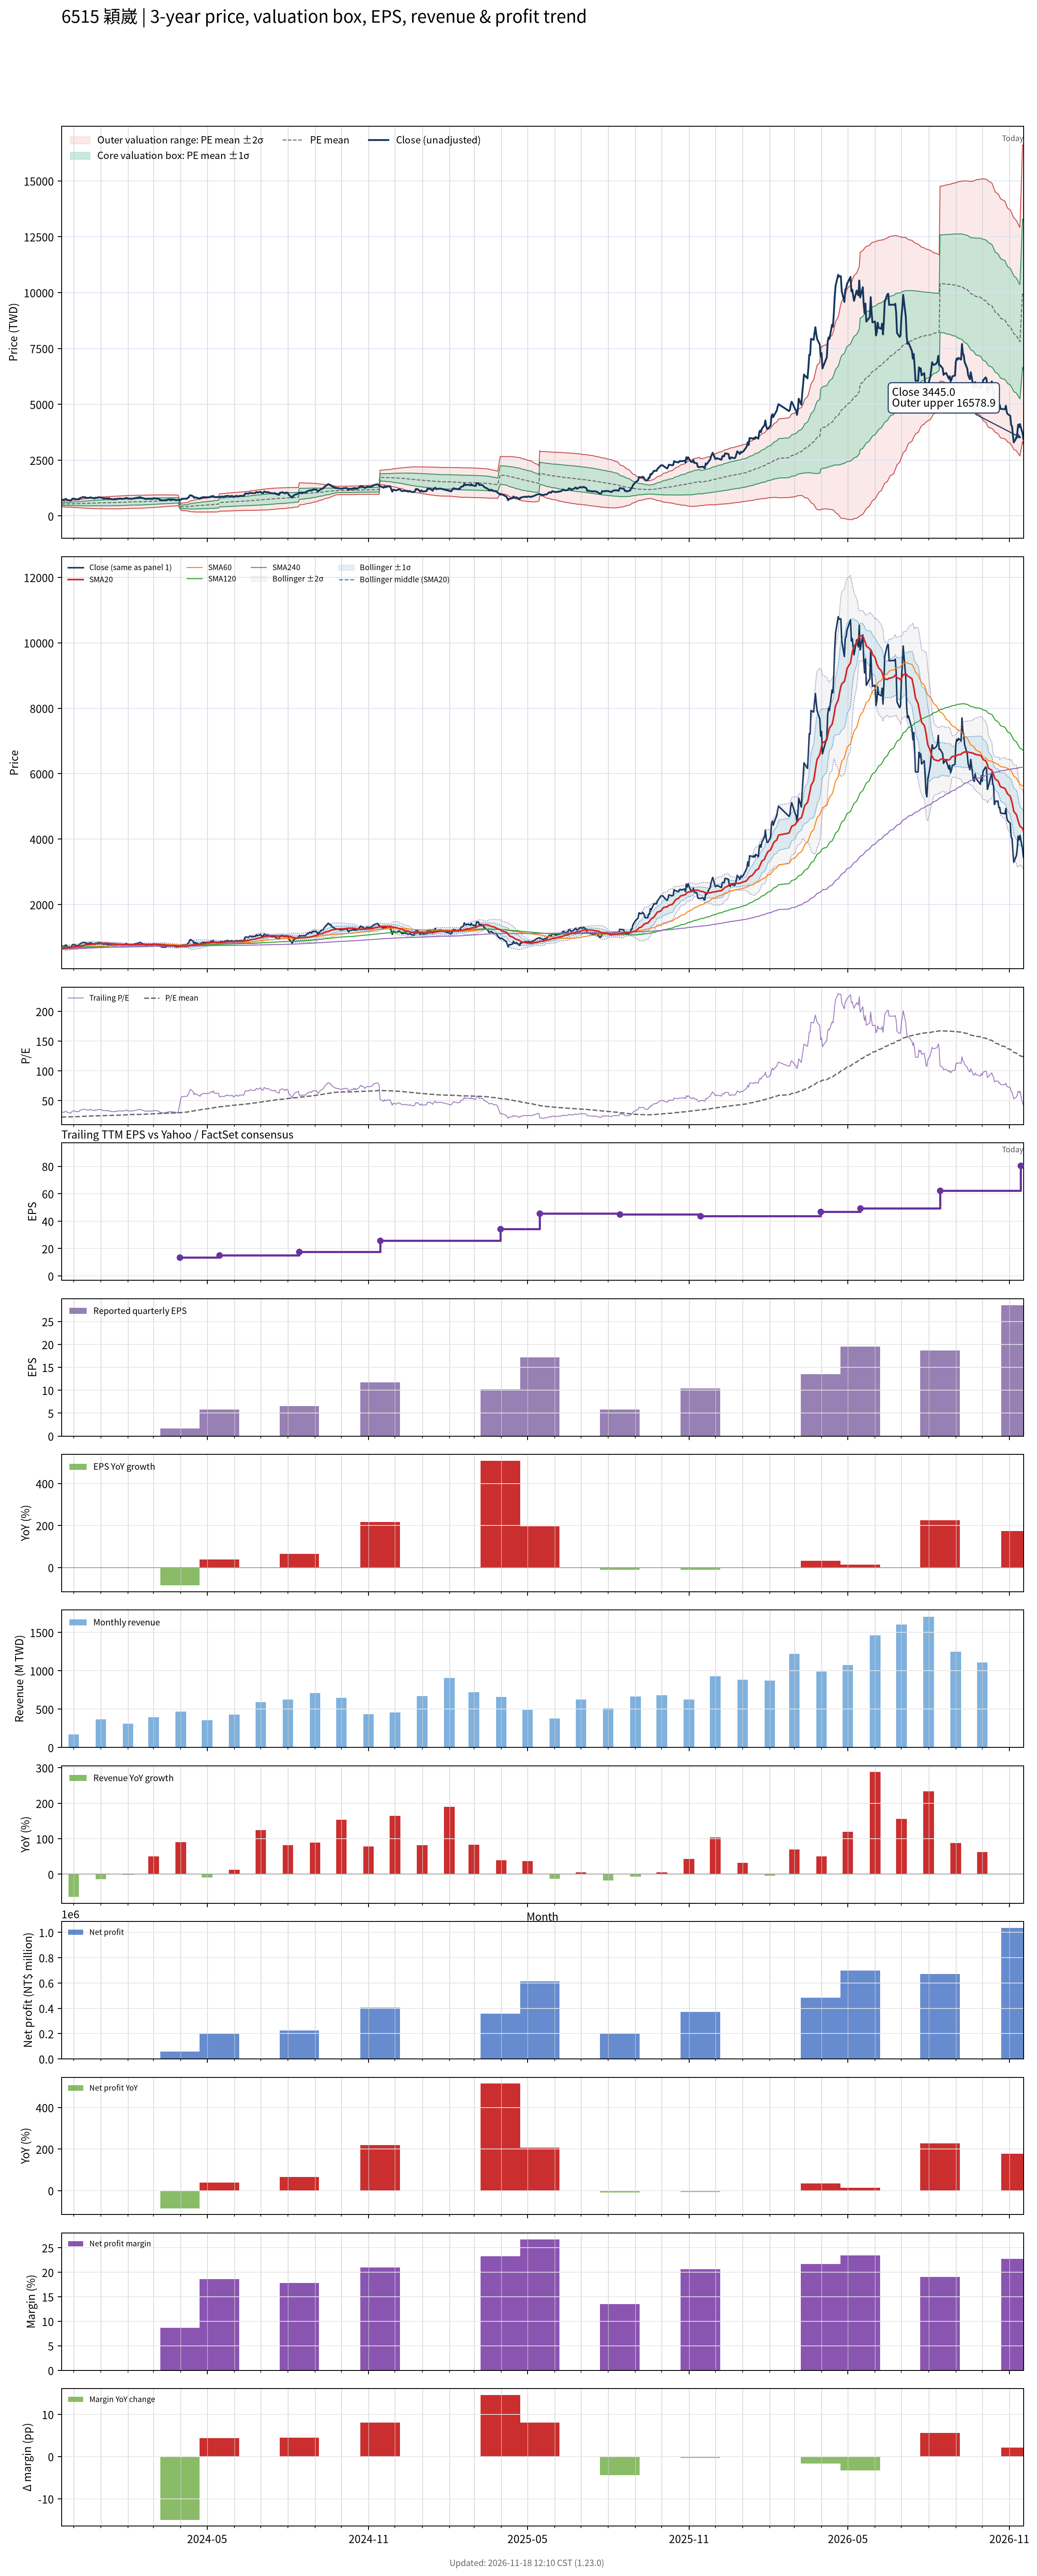 6515 穎崴 | 3-year price, valuation box, EPS, revenue & profit trend
Outer valuation range: PE mean ±2σ
PE mean
Close (unadjusted)
Core valuation box: PE mean ±1σ
Today
15000
12500
10000
7500
5000
2500
0
Price (TWD)
Close 3445.0
Outer upper 16578.9
Close (same as panel 1)
SMA20
SMA60
SMA120
SMA240
Bollinger ±2σ
Bollinger ±1σ
Bollinger middle (SMA20)
12000
10000
8000
6000
4000
2000
Price
Trailing P/E
P/E mean
200
150
100
50
P/E
Trailing TTM EPS vs Yahoo / FactSet consensus
Today
80
60
40
20
0
EPS
Reported quarterly EPS
25
20
15
10
5
0
EPS
EPS YoY growth
400
200
0
YoY (%)
Monthly revenue
1500
1000
500
0
Revenue (M TWD)
Revenue YoY growth
300
200
100
0
YoY (%)
Month
1e6
Net profit
1.0
0.8
0.6
0.4
0.2
0.0
Net profit (NT$ million)
Net profit YoY
400
200
0
YoY (%)
Net profit margin
25
20
15
10
5
0
Margin (%)
Margin YoY change
10
0
-10
Δ margin (pp)
2024-05
2024-11
2025-05
2025-11
2026-05
2026-11
Updated: 2026-11-18 12:10 CST (1.23.0)